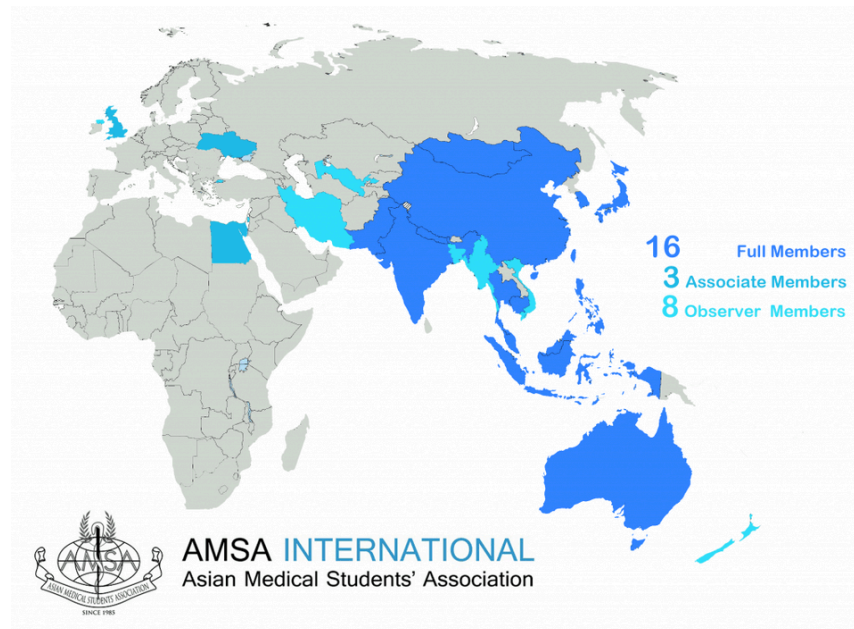 16 Full Members
3 Associate Members
8 Observer Members
AMSA INTERNATIONAL
Asian Medical Students' Association
AMSA
ASIAN MEDICAL STUDENTS' ASSOCIATION
SINCE 1985